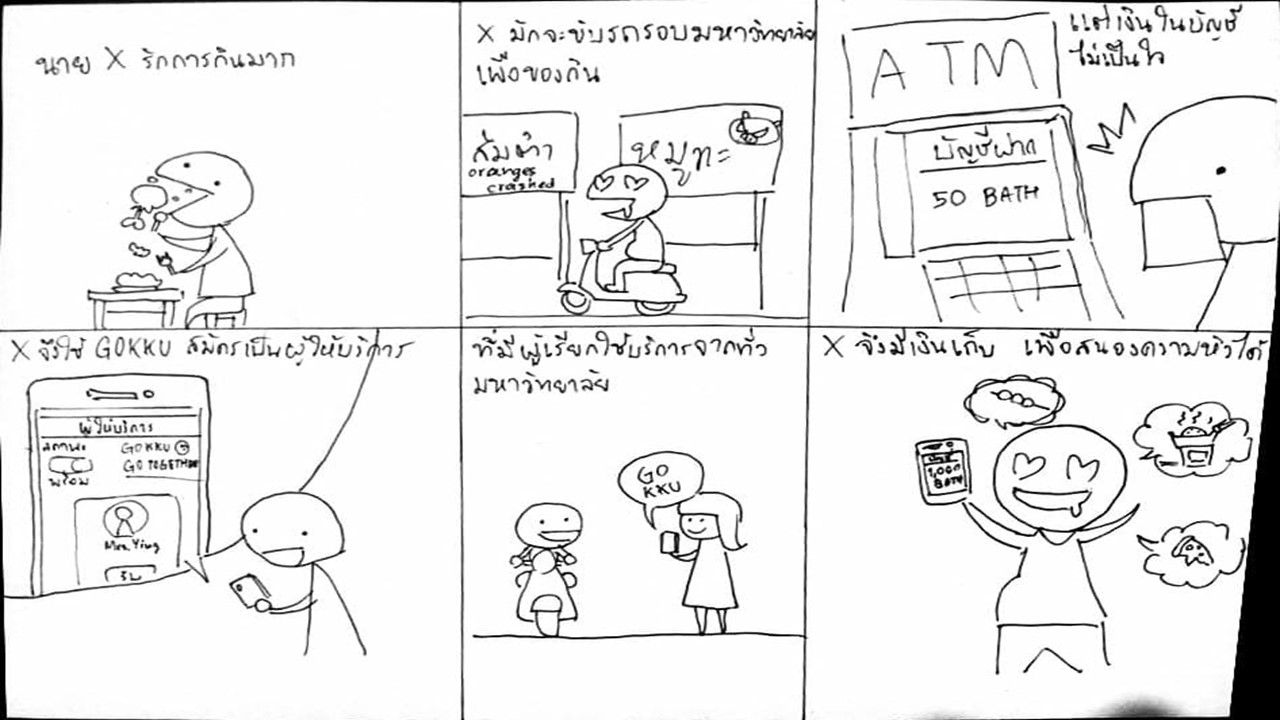 นาย X รักการกินมาก
X มักจะขับรถรอบมหาวิทยาลัย
เพื่อของกิน
ส้มตำ
oranges
crashed
หมูกะ
แต่เงินในบัญชี
ไม่เป็นใจ
ATM
บัญชีฝาก
50 BATH
X จึงใช้ GOKKU สมัครเป็นผู้ให้บริการ
ผู้ให้บริการ
สถานะ
พร้อม
GOKKU
GO TOGETHER
Mrs. Ying
รับ
ที่มีผู้เรียกใช้บริการจากทั่ว
มหาวิทยาลัย
GO
KKU
X จึงมีเงินเก็บ เพื่อสนองความหิวได้
1,000
BATH